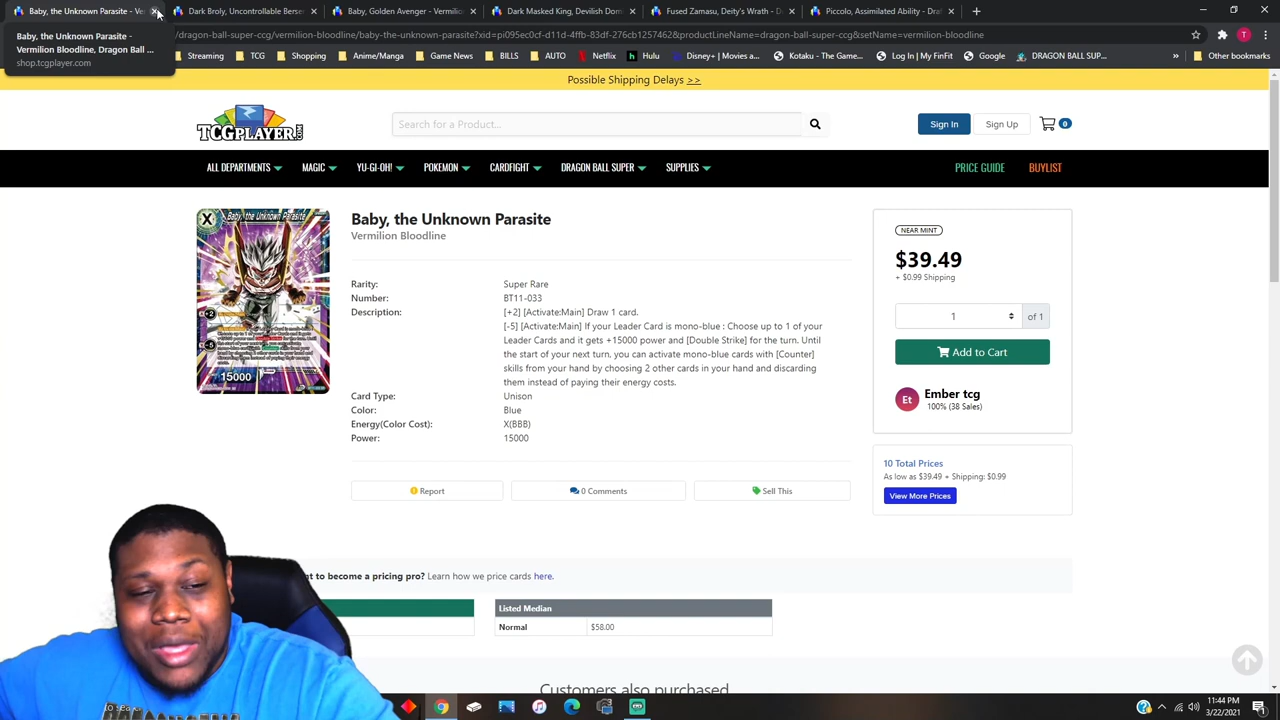 Baby, the Unknown Parasite - Ver
Dark Broly, Uncontrollable Berse
Baby, Golden Avenger - Vermilion
Dark Masked King, Devilish Dom
Fused Zamasu, Divine Ruinbringer
Piccolo, Assimilated Ability - Draf
/dragon-ball-super-ccg/vermilion-bloodline/baby-the-unknown-parasite?xid=pi095ec0cf-d11d-4ffb-83df-276cb1257462&productLineName=dragon-ball-super-ccg&setName=vermilion-bloodline
T
Baby, the Unknown Parasite -
Vermilion Bloodline, Dragon Ball ...
shop.tcgplayer.com
Streaming
TCG
Shopping
Anime/Manga
Game News
BILLS
AUTO
Netflix
Hulu
Disney+ | Movies an...
Kotaku - The Game...
Log In | My FinFit
Google
DRAGON BALL SUP...
Other bookmarks
Possible Shipping Delays >>
TCGPLAYER.COM
Search for a Product...
Sign In
Sign Up
0
ALL DEPARTMENTS
MAGIC
YU-GI-OH!
POKEMON
CARDFIGHT
DRAGON BALL SUPER
SUPPLIES
PRICE GUIDE
BUYLIST
X
Baby, the Unknown Parasite
+2
-5
15000
Baby, the Unknown Parasite
Vermilion Bloodline
Rarity: Super Rare
Number: BT11-033
Description: [+2] [Activate:Main] Draw 1 card.
[-5] [Activate:Main] If your Leader Card is mono-blue : Choose up to 1 of your
Leader Cards and it gets +15000 power and [Double Strike] for the turn. Until
the start of your next turn, you can activate mono-blue cards with [Counter]
skills from your hand by choosing 2 other cards in your hand and discarding
them instead of paying their energy costs.
Card Type: Unison
Color: Blue
Energy(Color Cost): X(BBB)
Power: 15000
Report
0 Comments
Sell This
NEAR MINT
$39.49
+ $0.99 Shipping
1
of 1
Add to Cart
Et
Ember tcg
100% (38 Sales)
10 Total Prices
As low as $39.49 + Shipping: $0.99
View More Prices
nt to become a pricing pro? Learn how we price cards here.
Listed Median
Normal $58.00
Customers also purchased
to sea
11:44 PM
3/22/2021